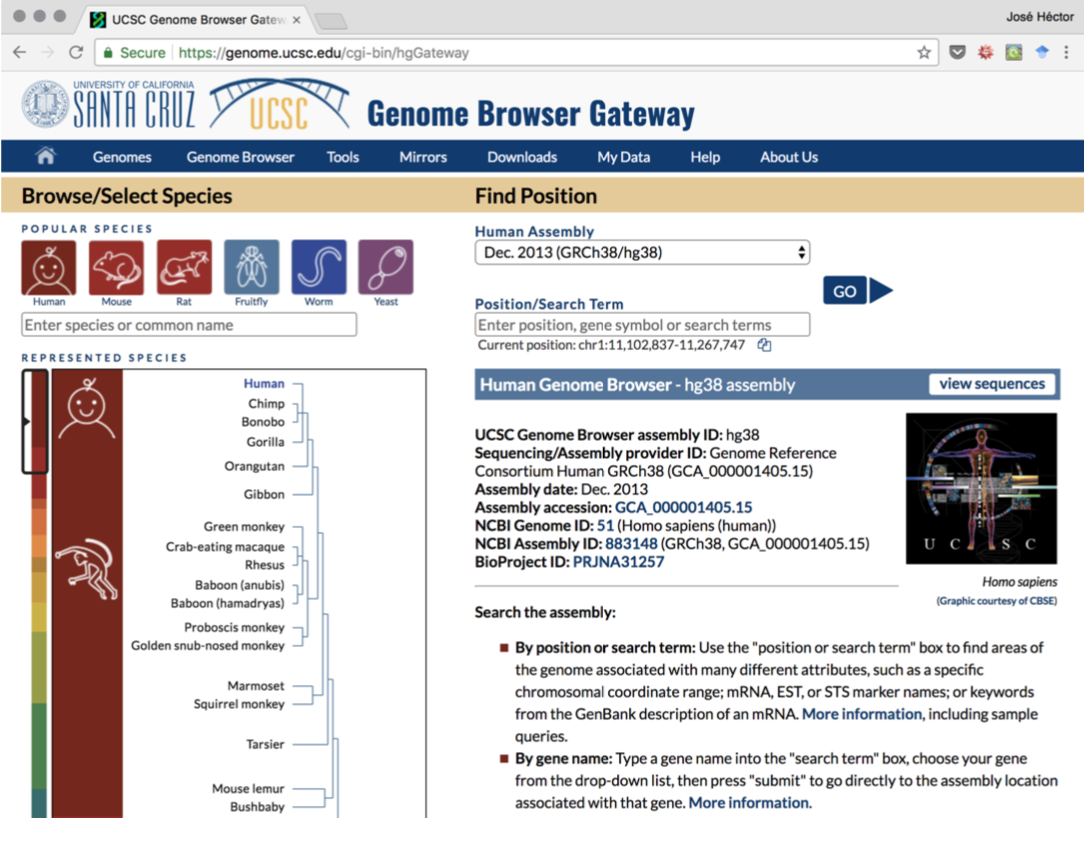 UCSC Genome Browser Gatew
José Héctor
Secure https://genome.ucsc.edu/cgi-bin/hgGateway
UNIVERSITY OF CALIFORNIA
SANTA CRUZ
UCSC
Genome Browser Gateway
Genomes Genome Browser Tools Mirrors Downloads My Data Help About Us
Browse/Select Species
POPULAR SPECIES
Human Mouse Rat Fruitfly Worm Yeast
Enter species or common name
REPRESENTED SPECIES
Human
Chimp
Bonobo
Gorilla
Orangutan
Gibbon
Green monkey
Crab-eating macaque
Rhesus
Baboon (anubis)
Baboon (hamadryas)
Proboscis monkey
Golden snub-nosed monkey
Marmoset
Squirrel monkey
Tarsier
Mouse lemur
Bushbaby
Find Position
Human Assembly
Dec. 2013 (GRCh38/hg38)
Position/Search Term
Enter position, gene symbol or search terms
GO
Current position: chr1:11,102,837-11,267,747
Human Genome Browser - hg38 assembly
view sequences
UCSC Genome Browser assembly ID: hg38
Sequencing/Assembly provider ID: Genome Reference
Consortium Human GRCh38 (GCA_000001405.15)
Assembly date: Dec. 2013
Assembly accession: GCA_000001405.15
NCBI Genome ID: 51 (Homo sapiens (human))
NCBI Assembly ID: 883148 (GRCh38, GCA_000001405.15)
BioProject ID: PRJNA31257
U C S C
Homo sapiens
(Graphic courtesy of CBSE)
Search the assembly:
By position or search term: Use the "position or search term" box to find areas of
the genome associated with many different attributes, such as a specific
chromosomal coordinate range; mRNA, EST, or STS marker names; or keywords
from the GenBank description of an mRNA. More information, including sample
queries.
By gene name: Type a gene name into the "search term" box, choose your gene
from the drop-down list, then press "submit" to go directly to the assembly location
associated with that gene. More information.